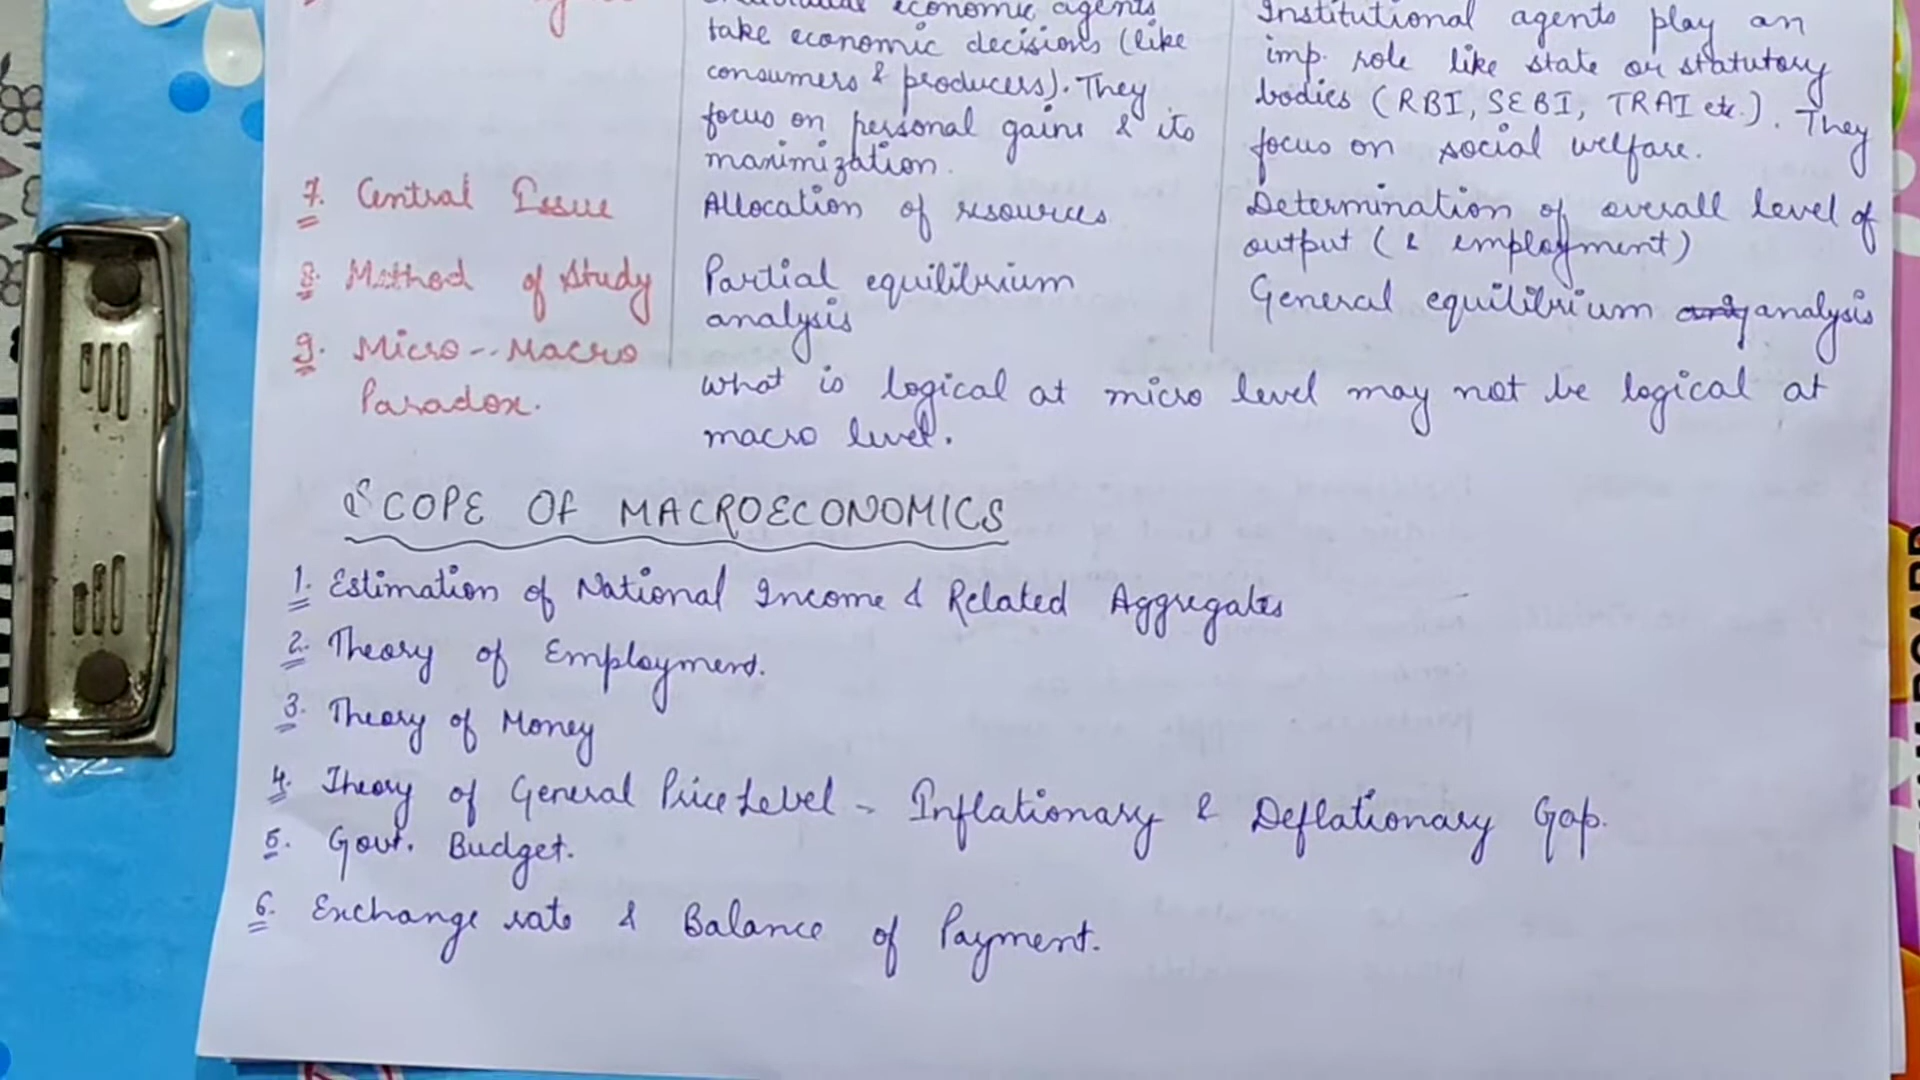 economic agents
take economic decisions (like
consumers & producers). They
focus on personal gains & its
maximization.
Institutional agents play an
imp. role like state or statutory
bodies (RBI, SEBI, TRAI etc.). They
focus on social welfare.
7. Central Issue
Allocation of resources
Determination of overall level of
output (& employment)
8. Method of Study
Partial equilibrium
analysis
General equilibrium analysis
9. Micro - Macro
Paradox.
What is logical at micro level may not be logical at
macro level.
SCOPE OF MACROECONOMICS
1. Estimation of National Income & Related Aggregates
2. Theory of Employment.
3. Theory of Money
4. Theory of General Price Level - Inflationary & Deflationary Gap.
5. Govt. Budget.
6. Exchange rate & Balance of Payment.